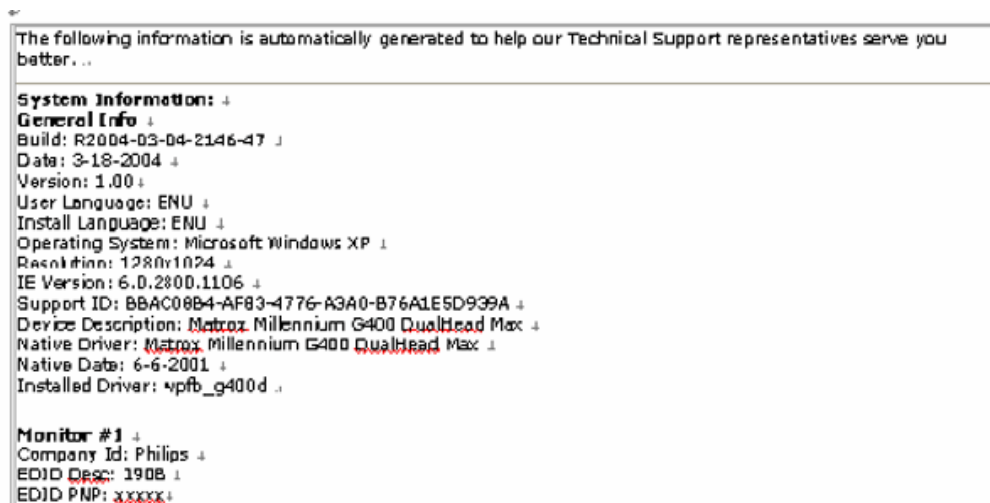 The following information is automatically generated to help our Technical Support representatives serve you
better...
System Information:
General Info
Build: R2004-03-04-2146-47
Date: 3-18-2004
Version: 1.00
User Language: ENU
Install Language: ENU
Operating System: Microsoft Windows XP
Resolution: 1280x1024
IE Version: 6.0.2800.1106
Support ID: BBAC08B4-AF83-4776-A3A0-B76A1E5D939A
Device Description: Matrox Millennium G400 DualHead Max
Native Driver: Matrox Millennium G400 DualHead Max
Native Date: 6-6-2001
Installed Driver: vpfb_g400d
Monitor #1
Company Id: Philips
EDID Desc: 190B
EDID PNP: xxxxx